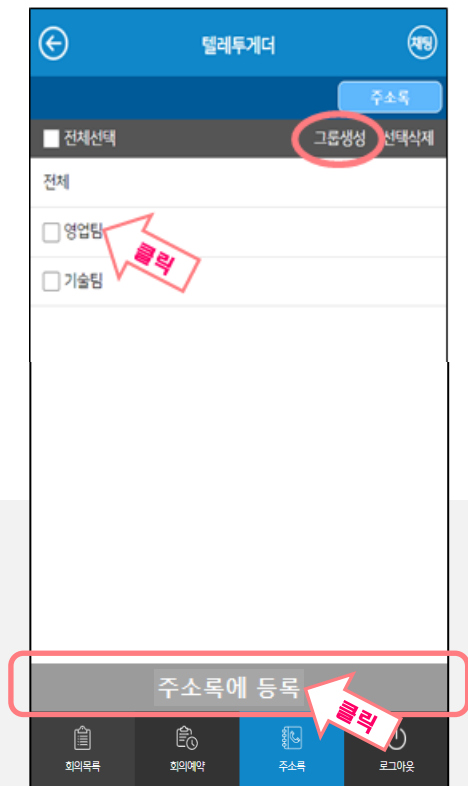 텔레투게더 채팅
주소록
전체선택 그룹생성 선택삭제
전체
영업팀
클릭
기술팀
주소록에 등록
클릭
회의목록 회의예약 주소록 로그아웃